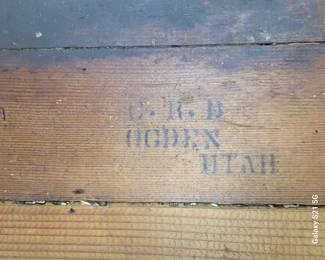 C. R. D
OGDEN
UTAH
Galaxy S21 5G